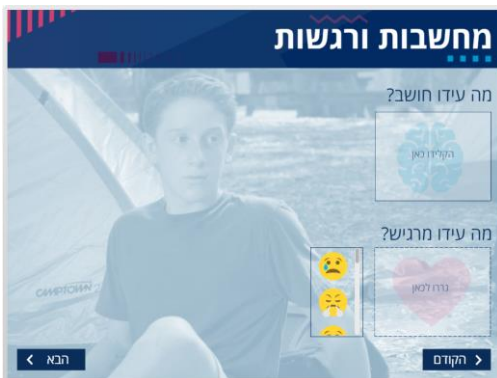 מחשבות ורגשות
מה עידו חושב?
הקלידו כאן
מה עידו מרגיש?
גררו לכאן
CAMPTOWN
הקודם
הבא